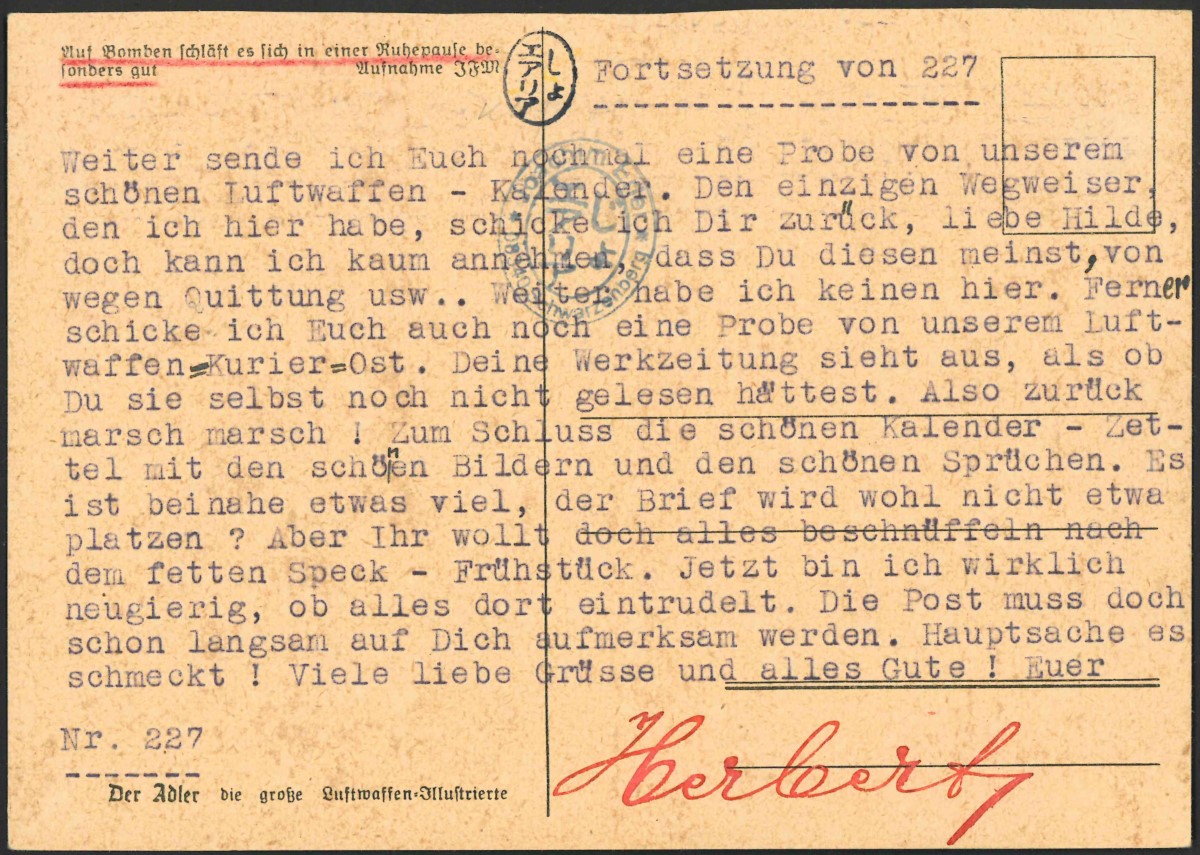 Auf Bomben schläft es sich in einer Ruhepause be-
sonders gut
Aufnahme JFM
エアリア
しょ
Fortsetzung von 227
Weiter sende ich Euch nochmal eine Probe von unserem
schönen Luftwaffen - Kalender. Den einzigen Wegweiser,
den ich hier habe, schicke ich Dir zurück, liebe Hilde,
doch kann ich kaum annehmen, dass Du diesen meinst, von
wegen Quittung usw.. Weiter habe ich keinen hier. Ferner
schicke ich Euch auch noch eine Probe von unserem Luft-
waffen=Kurier=Ost. Deine Werkzeitung sieht aus, als ob
Du sie selbst noch nicht gelesen hättest. Also zurück
marsch marsch ! Zum Schluss die schönen Kalender - Zet-
tel mit den schönen Bildern und den schönen Sprüchen. Es
ist beinahe etwas viel, der Brief wird wohl nicht etwa
platzen ? Aber Ihr wollt doch alles beschnüffeln nach
dem fetten Speck - Frühstück. Jetzt bin ich wirklich
neugierig, ob alles dort eintrudelt. Die Post muss doch
schon langsam auf Dich aufmerksam werden. Hauptsache es
schmeckt ! Viele liebe Grüsse und alles Gute ! Euer
Herbert
Nr. 227
Der Adler die große Luftwaffen-Illustrierte